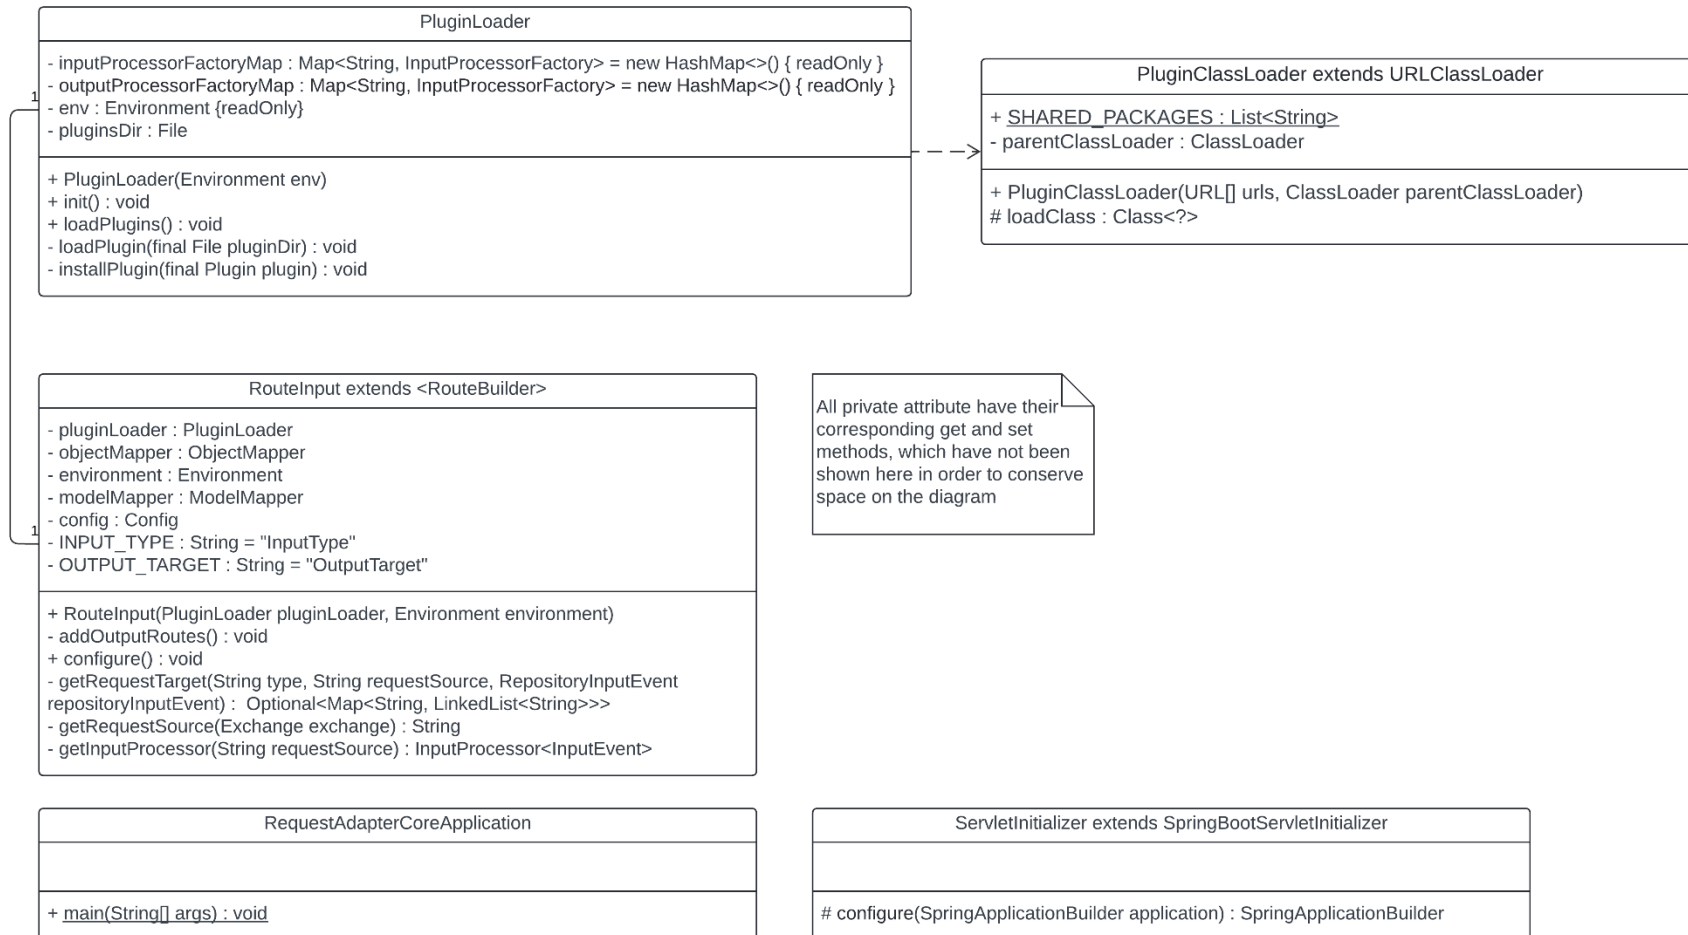 PluginLoader
- inputProcessorFactoryMap : Map<String, InputProcessorFactory> = new HashMap<>() { readOnly }
- outputProcessorFactoryMap : Map<String, InputProcessorFactory> = new HashMap<>() { readOnly }
- env : Environment {readOnly}
- pluginsDir : File
+ PluginLoader(Environment env)
+ init() : void
+ loadPlugins() : void
- loadPlugin(final File pluginDir) : void
- installPlugin(final Plugin plugin) : void
1
PluginClassLoader extends URLClassLoader
+ SHARED_PACKAGES : List<String>
- parentClassLoader : ClassLoader
+ PluginClassLoader(URL[] urls, ClassLoader parentClassLoader)
# loadClass : Class<?>
RouteInput extends <RouteBuilder>
- pluginLoader : PluginLoader
- objectMapper : ObjectMapper
- environment : Environment
- modelMapper : ModelMapper
- config : Config
- INPUT_TYPE : String = "InputType"
- OUTPUT_TARGET : String = "OutputTarget"
1
+ RouteInput(PluginLoader pluginLoader, Environment environment)
- addOutputRoutes() : void
+ configure() : void
- getRequestTarget(String type, String requestSource, RepositoryInputEvent
repositoryInputEvent) : Optional<Map<String, LinkedList<String>>>
- getRequestSource(Exchange exchange) : String
- getInputProcessor(String requestSource) : InputProcessor<InputEvent>
All private attribute have their
corresponding get and set
methods, which have not been
shown here in order to conserve
space on the diagram
RequestAdapterCoreApplication
+ main(String[] args) : void
ServletInitializer extends SpringBootServletInitializer
# configure(SpringApplicationBuilder application) : SpringApplicationBuilder